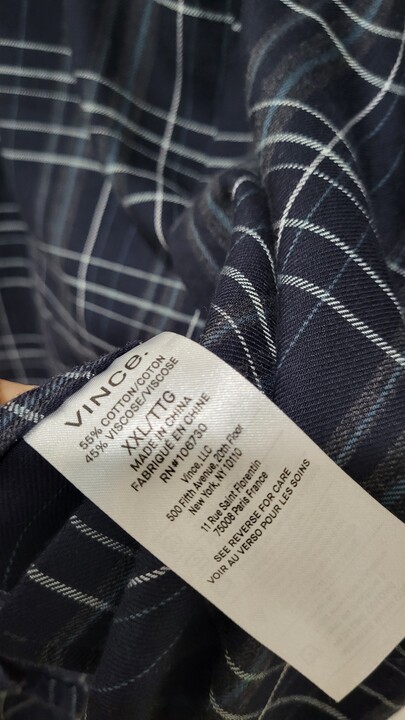 VINCE.
55% COTTON/COTON
45% VISCOSE/VISCOSE
XXL/TTG
MADE IN CHINA
FABRIQUÉ EN CHINE
RN#106730
Vince, LLC
500 Fifth Avenue, 20th Floor
New York, NY 10110
11 Rue Saint Florentin
75008 Paris France
SEE REVERSE FOR CARE
VOIR AU VERSO POUR LES SOINS